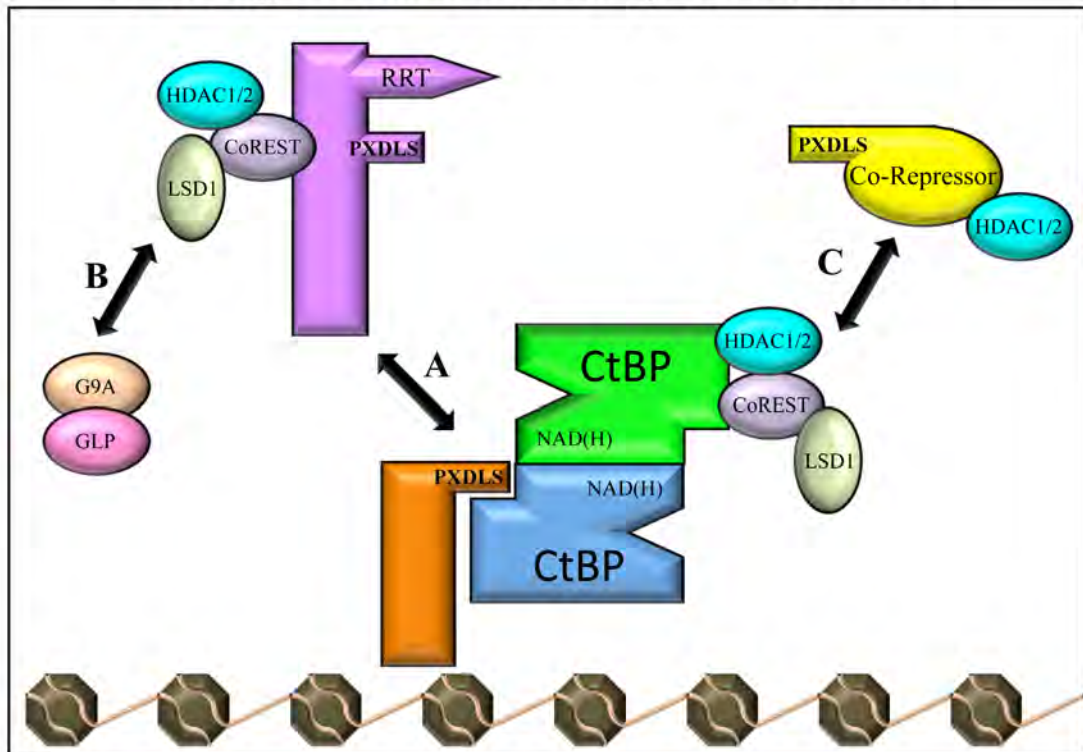 RRT
HDAC1/2
CoREST
PXDLS
LSD1
PXDLS
Co-Repressor
HDAC1/2
B
C
A
HDAC1/2
CtBP
G9A
CoREST
GLP
NAD(H)
LSD1
PXDLS
NAD(H)
CtBP